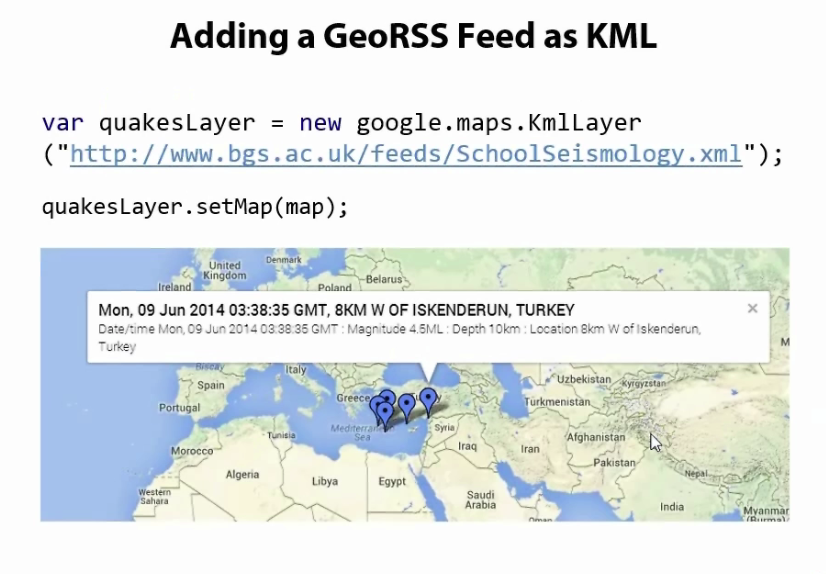 Adding a GeoRSS Feed as KML
var quakesLayer = new google.maps.KmlLayer
("http://www.bgs.ac.uk/feeds/SchoolSeismology.xml");
quakesLayer.setMap(map);
United
Kingdom
Denmark
Ireland
Poland
Belarus
Mon, 09 Jun 2014 03:38:35 GMT, 8KM W OF ISKENDERUN, TURKEY
×
Date/time Mon, 09 Jun 2014 03:38:35 GMT : Magnitude 4.5ML : Depth 10km : Location 8km W of Iskenderun,
Turkey
M
Biscay
Italy
Spain
Portugal
Greece
Uzbekistan
Kyrgyzstan
Turkmenistan
Mediterranean
Sea
Tunisia
Syria
Afghanistan
Morocco
Iraq
Iran
Pakistan
Algeria
Libya
Egypt
Nepal
Western
Sahara
Saudi
Arabia
India
Oman
Myanmar
(Burma)